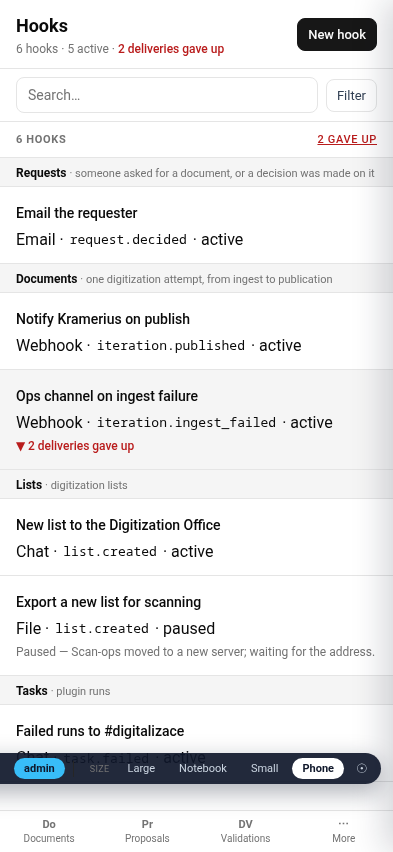 Hooks
6 hooks · 5 active · 2 deliveries gave up
New hook
Search…
Filter
6 HOOKS
2 GAVE UP
Requests · someone asked for a document, or a decision was made on it
Email the requester
Email · request.decided · active
Documents · one digitization attempt, from ingest to publication
Notify Kramerius on publish
Webhook · iteration.published · active
Ops channel on ingest failure
Webhook · iteration.ingest_failed · active
▼ 2 deliveries gave up
Lists · digitization lists
New list to the Digitization Office
Chat · list.created · active
Export a new list for scanning
File · list.created · paused
Paused — Scan-ops moved to a new server; waiting for the address.
Tasks · plugin runs
Failed runs to #digitalizace
Chat · task.failed · active
admin SIZE Large Notebook Small Phone
Do Pr DV ···
Documents Proposals Validations More